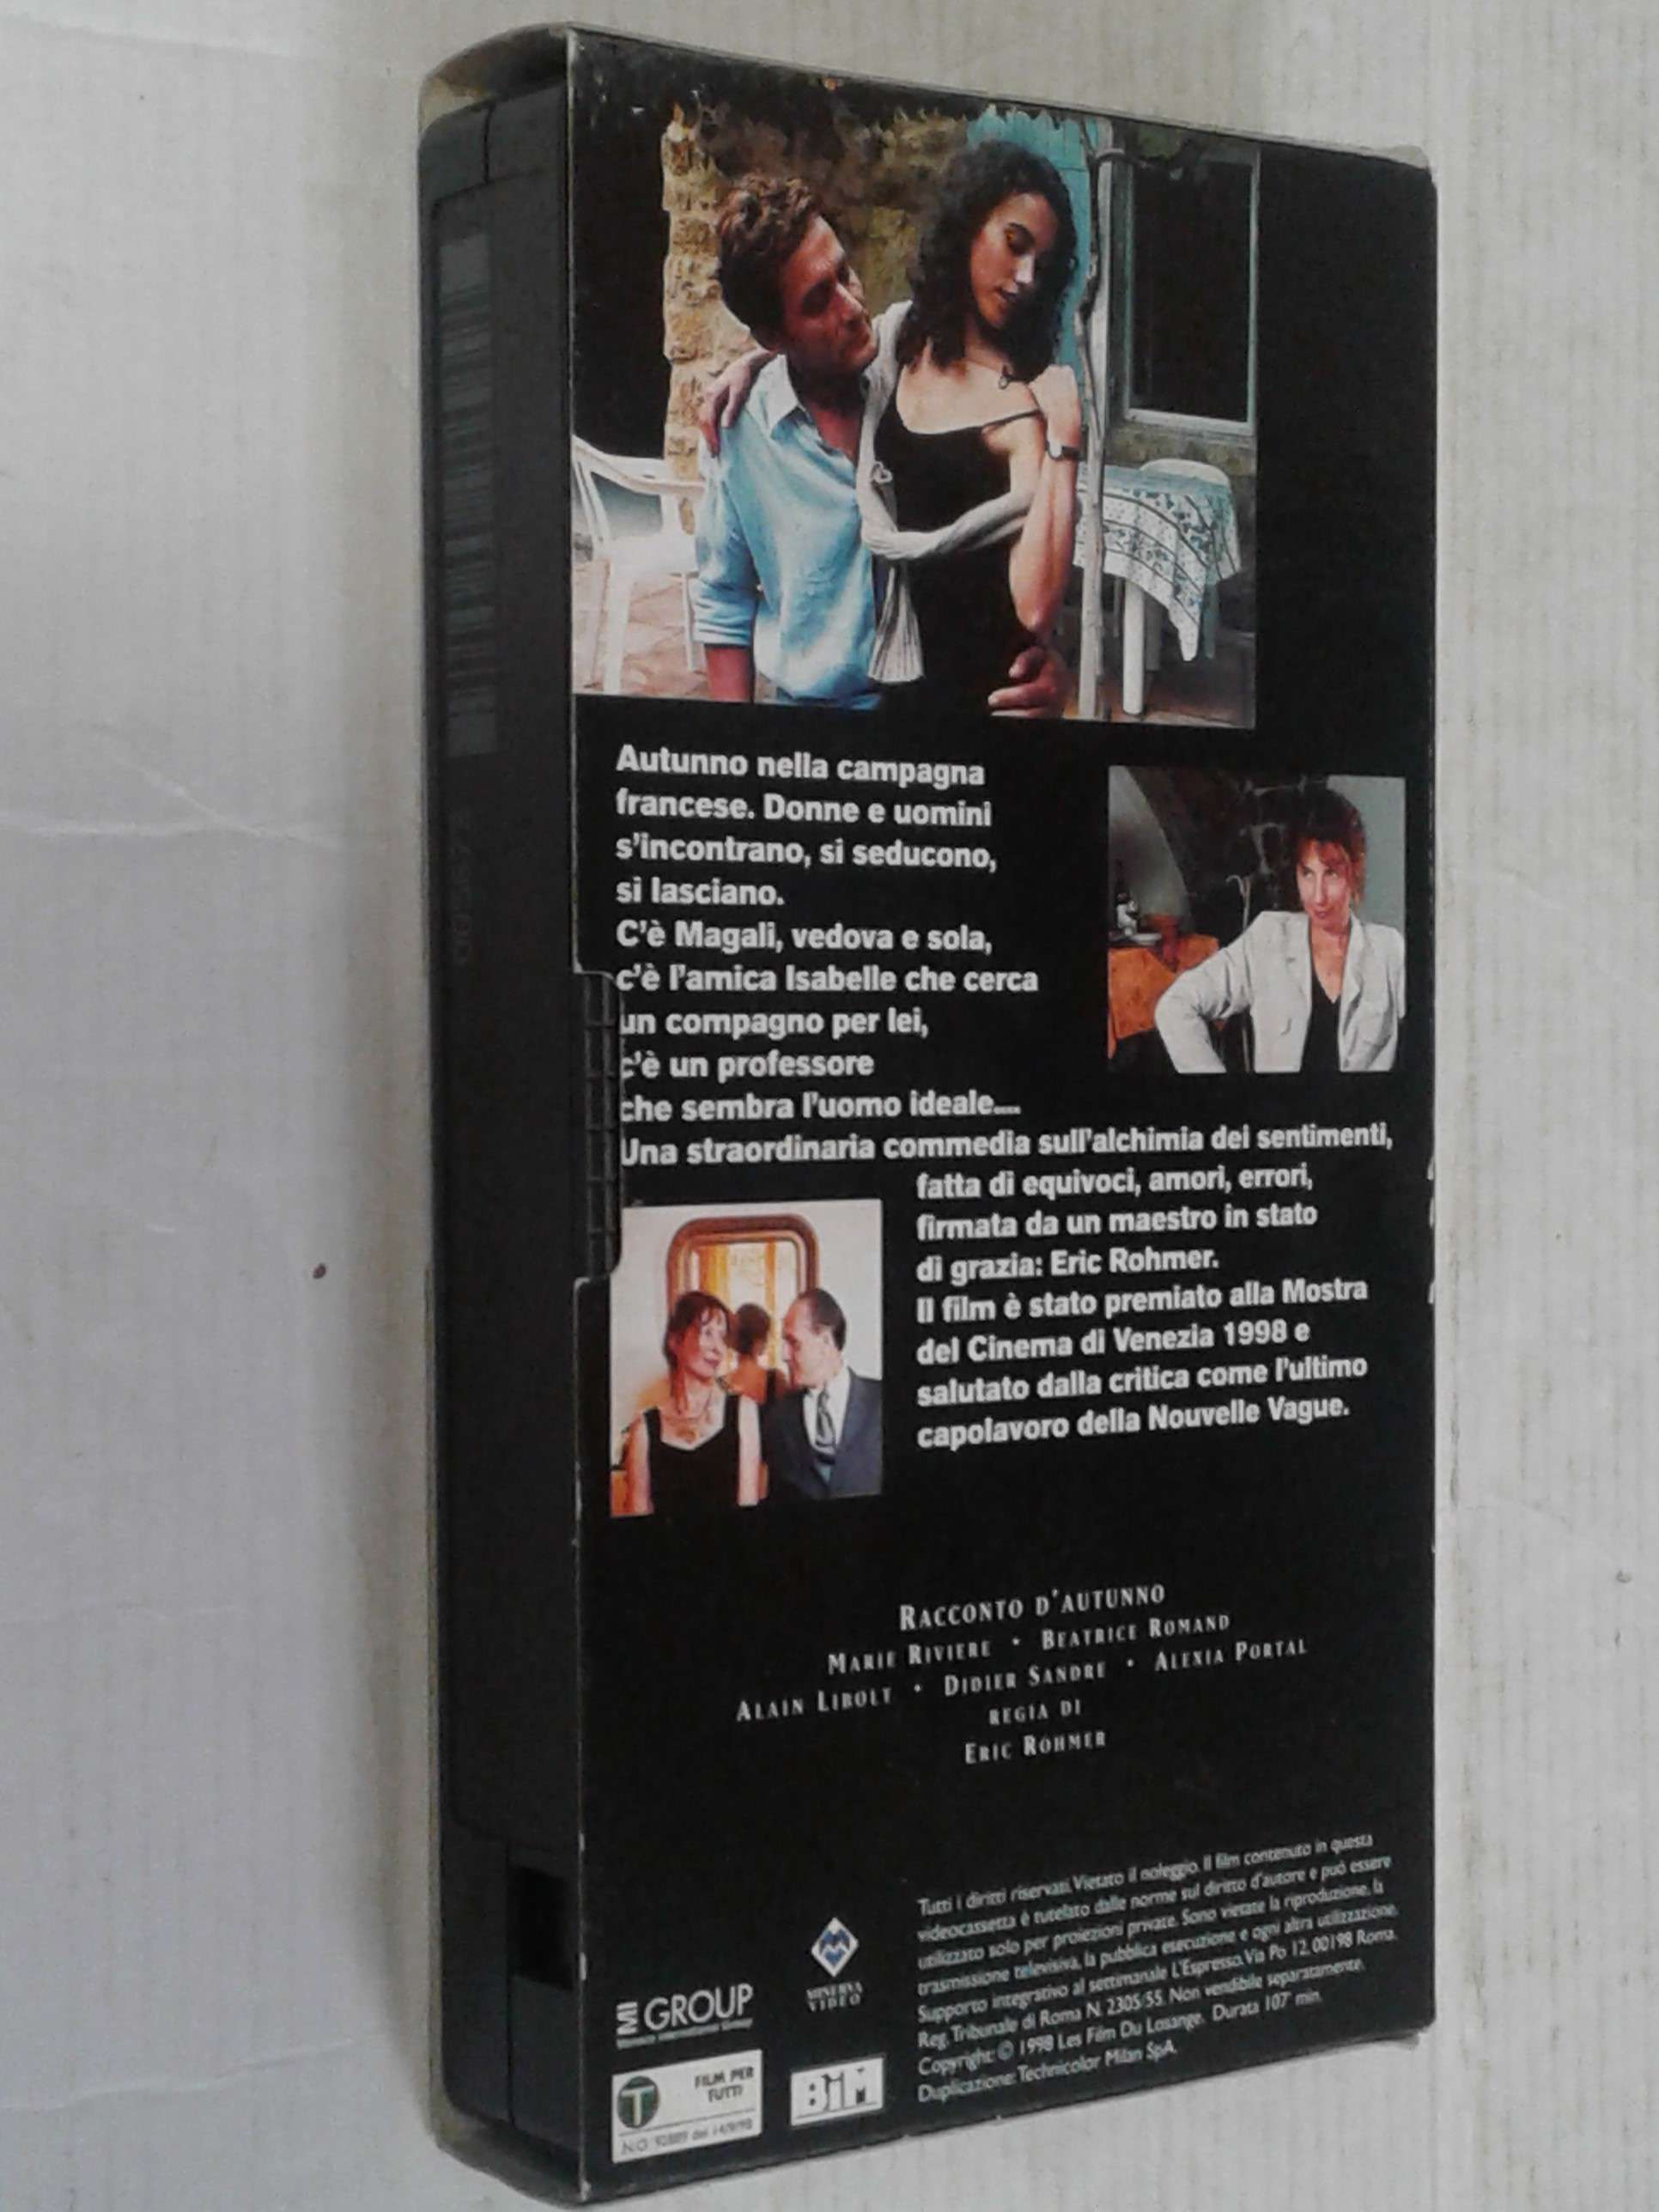 Autunno nella campagna
francese. Donne e uomini
s'incontrano, si seducono,
si lasciano.
C'è Magali, vedova e sola,
c'è l'amica Isabelle che cerca
un compagno per lei,
c'è un professore
che sembra l'uomo ideale....
Una straordinaria commedia sull'alchimia dei sentimenti,
fatta di equivoci, amori, errori,
firmata da un maestro in stato
di grazia: Eric Rohmer.
Il film è stato premiato alla Mostra
del Cinema di Venezia 1998 e
salutato dalla critica come l'ultimo
capolavoro della Nouvelle Vague.
RACCONTO D'AUTUNNO
MARIE RIVIERE • BEATRICE ROMAND
ALAIN LIBOLT • DIDIER SANDRE • ALEXIA PORTAL
REGIA DI
ERIC ROHMER
Tutti i diritti riservati. Vietato il noleggio. Il film contenuto in questa
videocassetta è tutelato dalle norme sul diritto d'autore e può essere
utilizzato solo per proiezioni private. Sono vietate la riproduzione, la
trasmissione televisiva, la pubblica esecuzione e ogni altra utilizzazione.
Supporto integrativo al settimanale L'Espresso. Via Po 12. 00198 Roma.
Reg. Tribunale di Roma N. 2305/55. Non vendibile separatamente.
Copyright: © 1998 Les Film Du Losange. Durata 107' min.
Duplicazione: Technicolor Milan SpA.
MI GROUP
MINERVA
VIDEO
T FILM PER
TUTTI
BiM